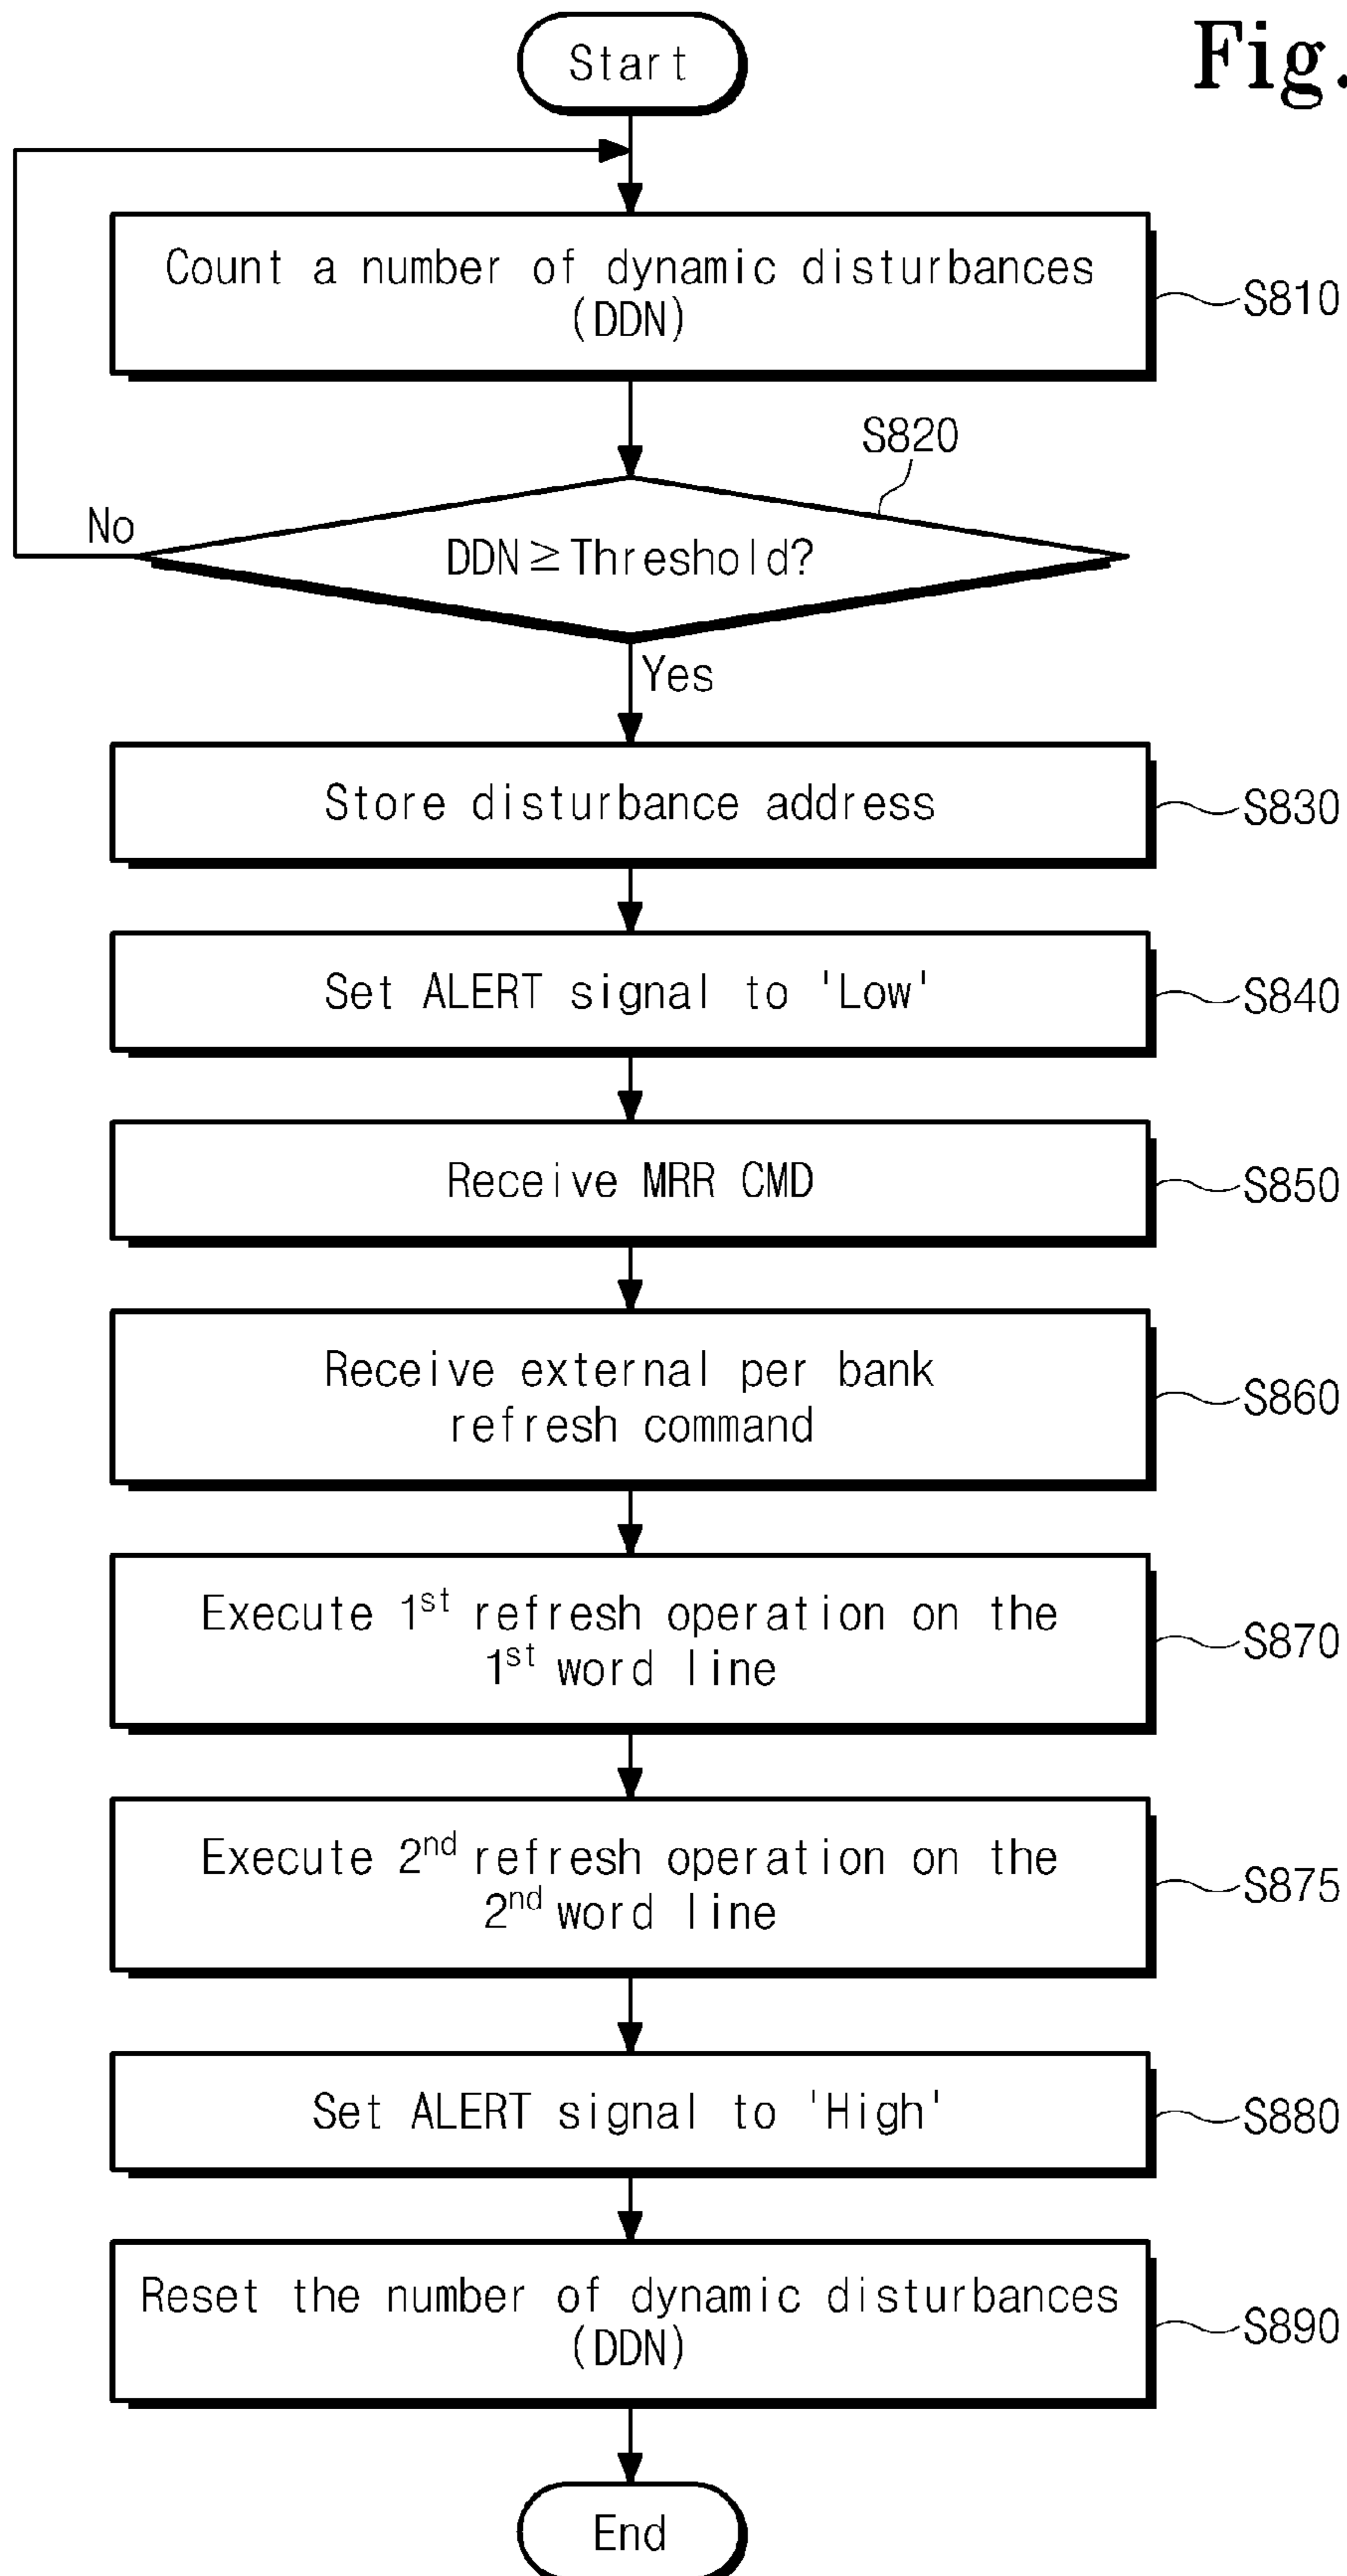 Fig.
Start
Count a number of dynamic disturbances
(DDN)
S810
S820
No
DDN≥Threshold?
Yes
Store disturbance address
S830
Set ALERT signal to 'Low'
S840
Receive MRR CMD
S850
Receive external per bank
refresh command
S860
Execute 1st refresh operation on the
1st word line
S870
Execute 2nd refresh operation on the
2nd word line
S875
Set ALERT signal to 'High'
S880
Reset the number of dynamic disturbances
(DDN)
S890
End